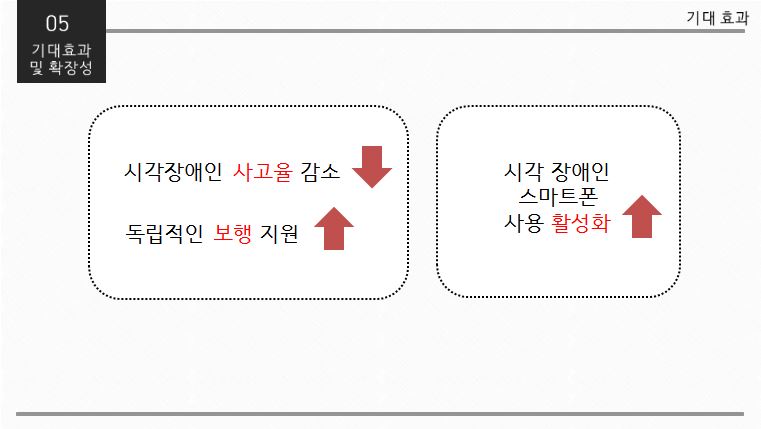 05
기대효과
및 확장성
기대 효과
시각장애인 사고율 감소
독립적인 보행 지원
시각 장애인
스마트폰
사용 활성화